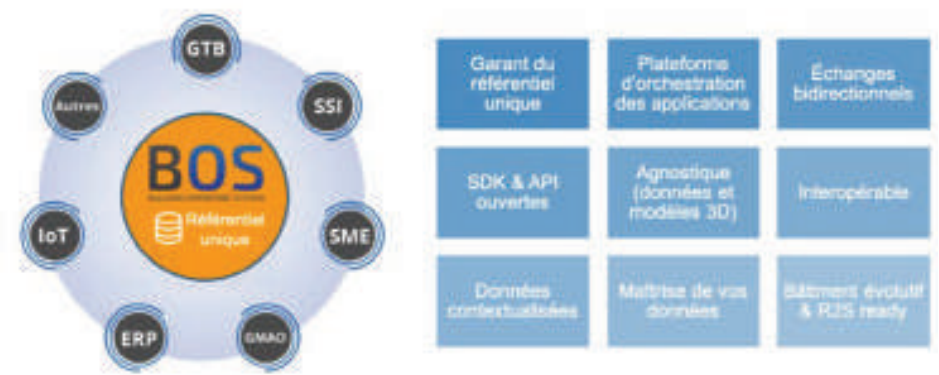 GTB
Autres
SSI
BOS
Référentiel
unique
IoT
SME
ERP
GMAO
Garant du
référentiel
unique
Plateforme
d'orchestration
des applications
Échanges
bidirectionnels
SDK & API
ouvertes
Agnostique
(données et
modèles 3D)
Interopérable
Données
contextualisées
Maîtrise de vos
données
Bâtiment évolutif
& R2S ready